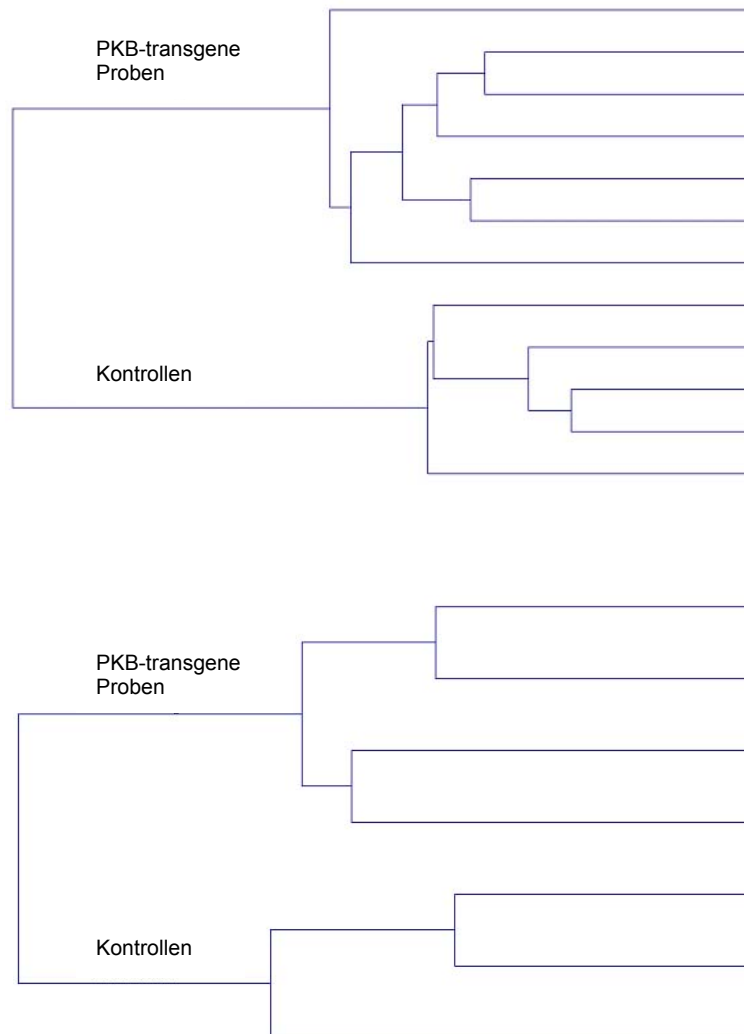 PKB-transgene
Proben
Kontrollen
PKB-transgene
Proben
Kontrollen